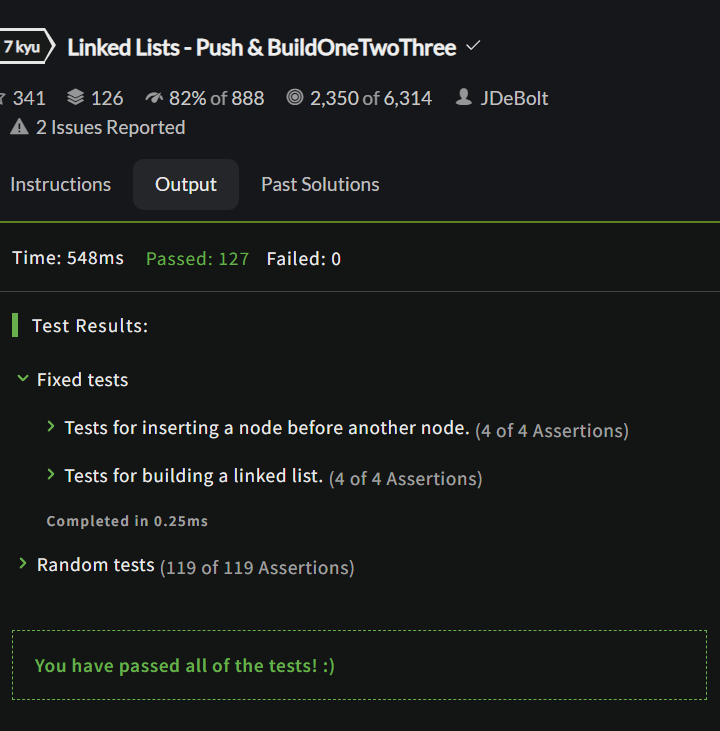 7 kyu Linked Lists - Push & BuildOneTwoThree
341 126 82% of 888 2,350 of 6,314 JDeBolt
2 Issues Reported
Instructions Output Past Solutions
Time: 548ms Passed: 127 Failed: 0
Test Results:
Fixed tests
Tests for inserting a node before another node. (4 of 4 Assertions)
Tests for building a linked list. (4 of 4 Assertions)
Completed in 0.25ms
Random tests (119 of 119 Assertions)
You have passed all of the tests! :)